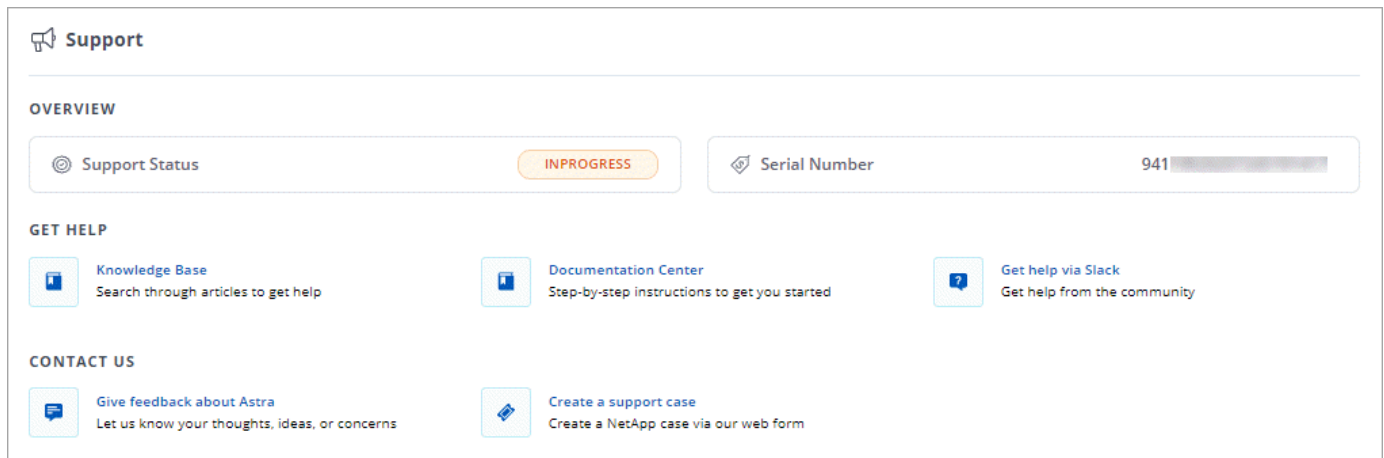 Support
OVERVIEW
Support Status INPROGRESS Serial Number 941
GET HELP
Knowledge Base Documentation Center Get help via Slack
Search through articles to get help Step-by-step instructions to get you started Get help from the community
CONTACT US
Give feedback about Astra Create a support case
Let us know your thoughts, ideas, or concerns Create a NetApp case via our web form